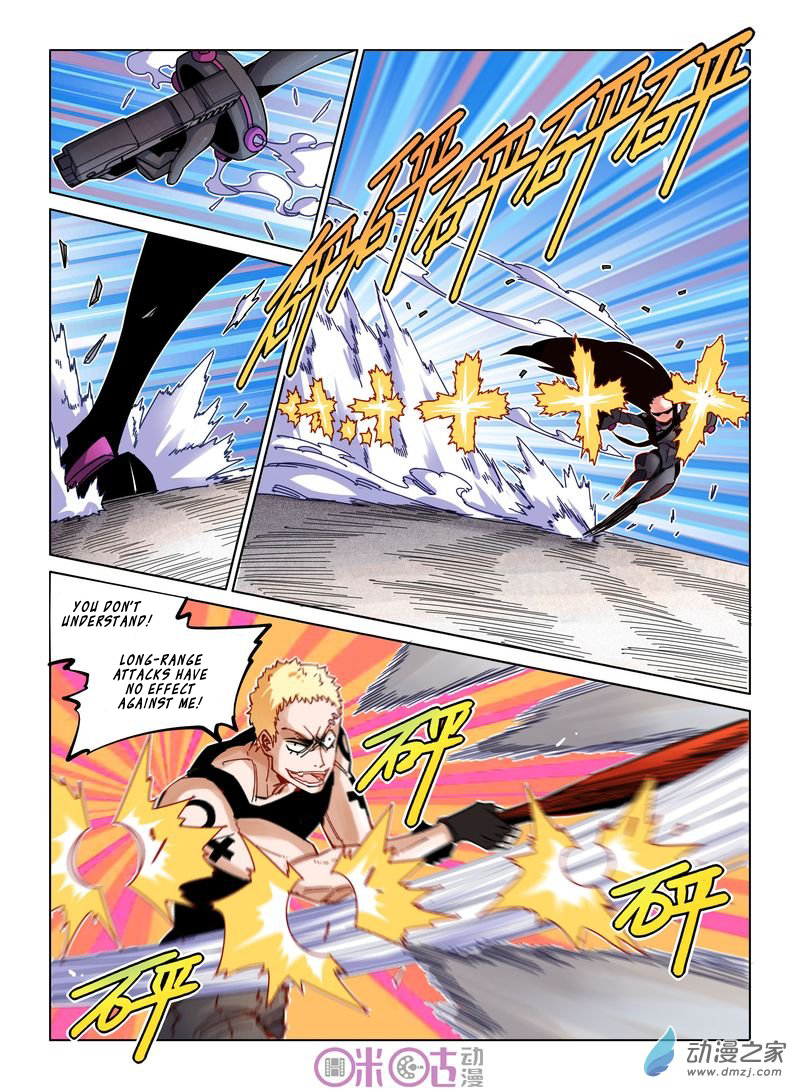 砰砰砰砰砰
YOU DON'T
UNDERSTAND!
LONG-RANGE
ATTACKS HAVE
NO EFFECT
AGAINST ME!
砰
砰
砰
咪咕动漫
动漫之家
www.dmzj.com